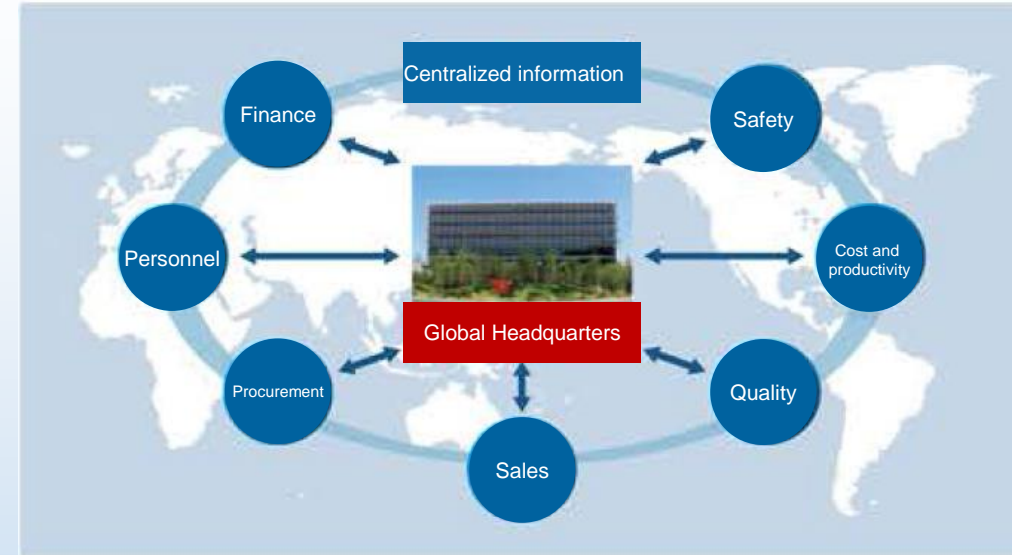 Centralized information
Finance
Safety
Personnel
Cost and
productivity
Global Headquarters
Procurement
Quality
Sales